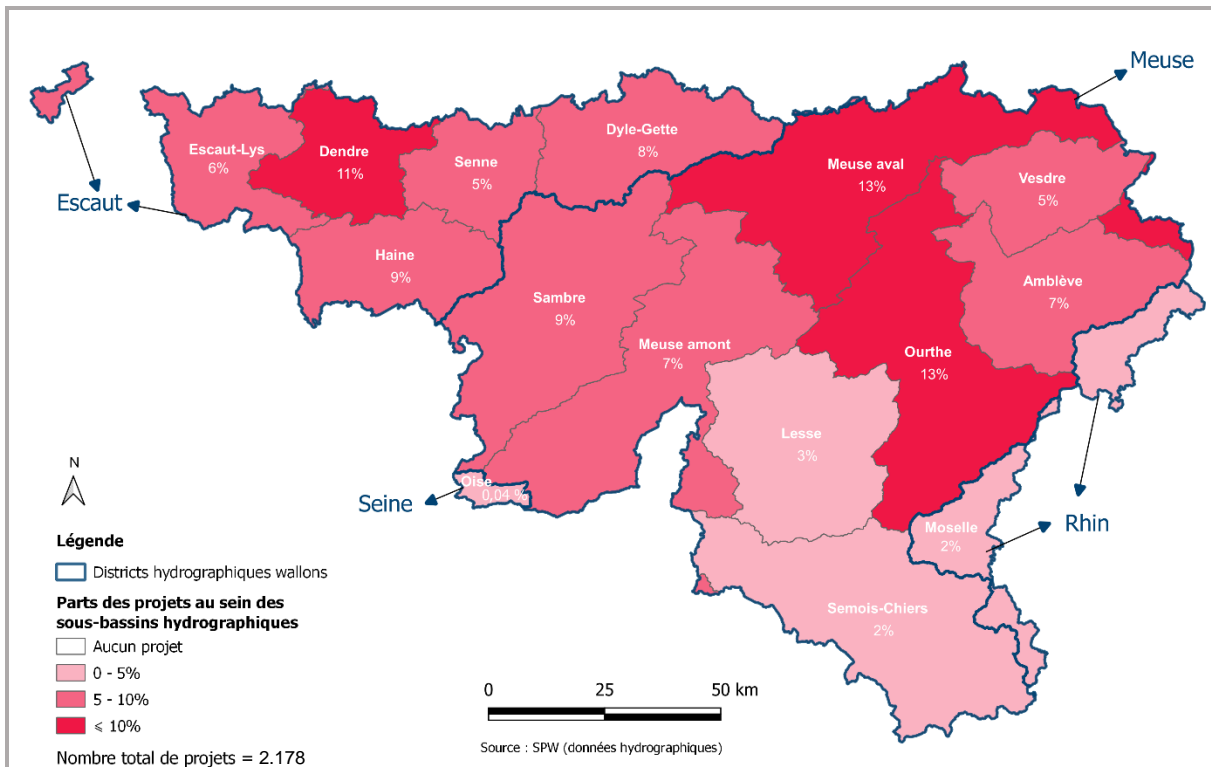 Meuse
Escaut-Lys
6%
Dendre
11%
Senne
5%
Dyle-Gette
8%
Meuse aval
13%
Vesdre
5%
Escaut
Haine
9%
Sambre
9%
Meuse amont
7%
Ourthe
13%
Amblève
7%
Lesse
3%
Oise
0,04 %
Seine
Moselle
2%
Rhin
Semois-Chiers
2%
N
Légende
Districts hydrographiques wallons
Parts des projets au sein des
sous-bassins hydrographiques
Aucun projet
0 - 5%
5 - 10%
⩽ 10%
Nombre total de projets = 2.178
0 25 50 km
Source : SPW (données hydrographiques)